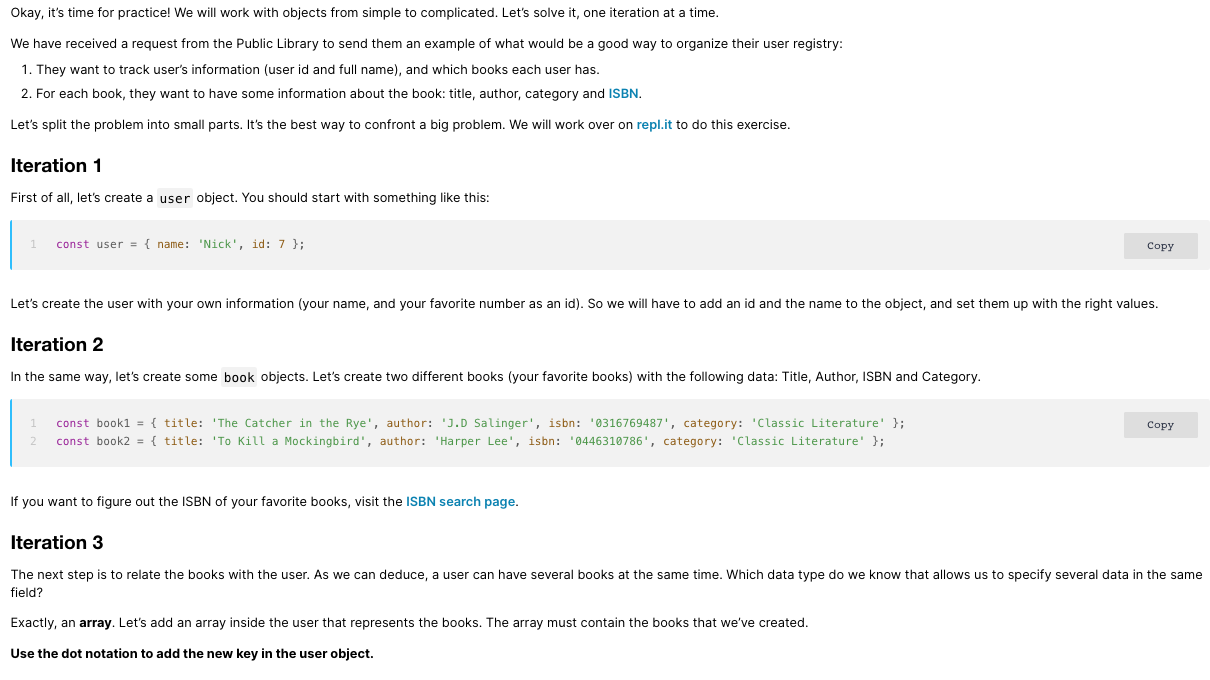 Okay, it’s time for practice! We will work with objects from simple to complicated. Let’s solve it, one iteration at a time.
We have received a request from the Public Library to send them an example of what would be a good way to organize their user registry:
1. They want to track user’s information (user id and full name), and which books each user has.
2. For each book, they want to have some information about the book: title, author, category and ISBN.
Let’s split the problem into small parts. It’s the best way to confront a big problem. We will work over on repl.it to do this exercise.
Iteration 1
First of all, let’s create a user object. You should start with something like this:
1 const user = { name: 'Nick', id: 7 };
Copy
Let’s create the user with your own information (your name, and your favorite number as an id). So we will have to add an id and the name to the object, and set them up with the right values.
Iteration 2
In the same way, let’s create some book objects. Let’s create two different books (your favorite books) with the following data: Title, Author, ISBN and Category.
1 const book1 = { title: 'The Catcher in the Rye', author: 'J.D Salinger', isbn: '0316769487', category: 'Classic Literature' };
Copy
2 const book2 = { title: 'To Kill a Mockingbird', author: 'Harper Lee', isbn: '0446310786', category: 'Classic Literature' };
If you want to figure out the ISBN of your favorite books, visit the ISBN search page.
Iteration 3
The next step is to relate the books with the user. As we can deduce, a user can have several books at the same time. Which data type do we know that allows us to specify several data in the same
field?
Exactly, an array. Let’s add an array inside the user that represents the books. The array must contain the books that we’ve created.
Use the dot notation to add the new key in the user object.